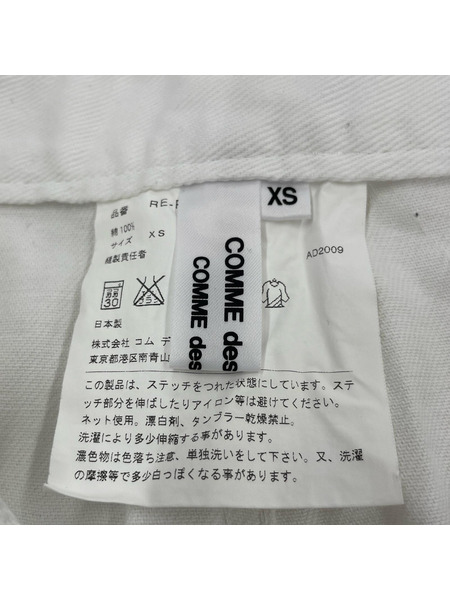 XS
品番 RE-
綿100%
サイズ XS
縫製責任者
AD2009
COMME des
COMME des
30
日本製
株式会社 コム デ
東京都港区南青山
この製品は、ステッチをつれた状態にしています。ステ
ッチ部分を伸ばしたりアイロン等は避けてください。
ネット使用。漂白剤、タンブラー乾燥禁止。
洗濯により多少伸縮する事があります。
濃色物は色落ち注意、単独洗いをして下さい。又、洗濯
の摩擦等で多少白っぽくなる事があります。